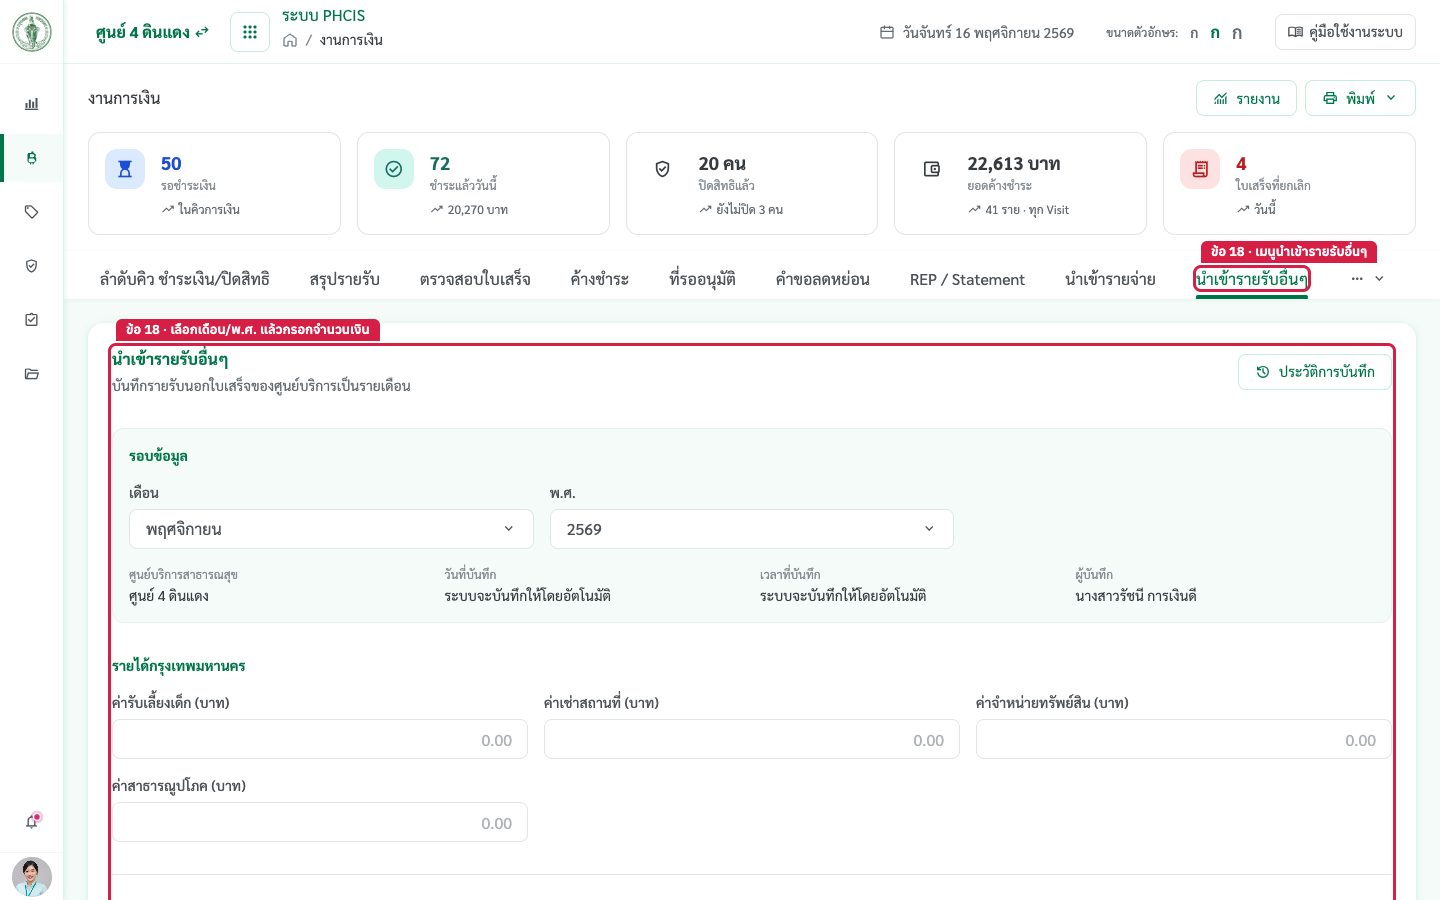 ศูนย์ 4 ดินแดง
ระบบ PHCIS
/ งานการเงิน
วันจันทร์ 16 พฤศจิกายน 2569
ขนาดตัวอักษร: ก ก ก
คู่มือใช้งานระบบ
งานการเงิน
รายงาน
พิมพ์
50
รอชำระเงิน
ในคิวการเงิน
72
ชำระแล้ววันนี้
20,270 บาท
20 คน
ปิดสิทธิแล้ว
ยังไม่ปิด 3 คน
22,613 บาท
ยอดค้างชำระ
41 ราย · ทุก Visit
4
ใบเสร็จที่ยกเลิก
วันนี้
ข้อ 18 · เมนูนำเข้ารายรับอื่นๆ
ลำดับคิว ชำระเงิน/ปิดสิทธิ สรุปรายรับ ตรวจสอบใบเสร็จ ค้างชำระ ที่รออนุมัติ คำขอลดหย่อน REP / Statement นำเข้ารายจ่าย นำเข้ารายรับอื่นๆ ...
ข้อ 18 · เลือกเดือน/พ.ศ. แล้วกรอกจำนวนเงิน
นำเข้ารายรับอื่นๆ
บันทึกรายรับนอกใบเสร็จของศูนย์บริการเป็นรายเดือน
ประวัติการบันทึก
รอบข้อมูล
เดือน พ.ศ.
พฤศจิกายน 2569
ศูนย์บริการสาธารณสุข วันที่บันทึก เวลาที่บันทึก ผู้บันทึก
ศูนย์ 4 ดินแดง ระบบจะบันทึกให้โดยอัตโนมัติ ระบบจะบันทึกให้โดยอัตโนมัติ นางสาวรัชนี การเงินดี
รายได้กรุงเทพมหานคร
ค่ารับเลี้ยงเด็ก (บาท) ค่าเช่าสถานที่ (บาท) ค่าจำหน่ายทรัพย์สิน (บาท)
0.00 0.00 0.00
ค่าสาธารณูปโภค (บาท)
0.00